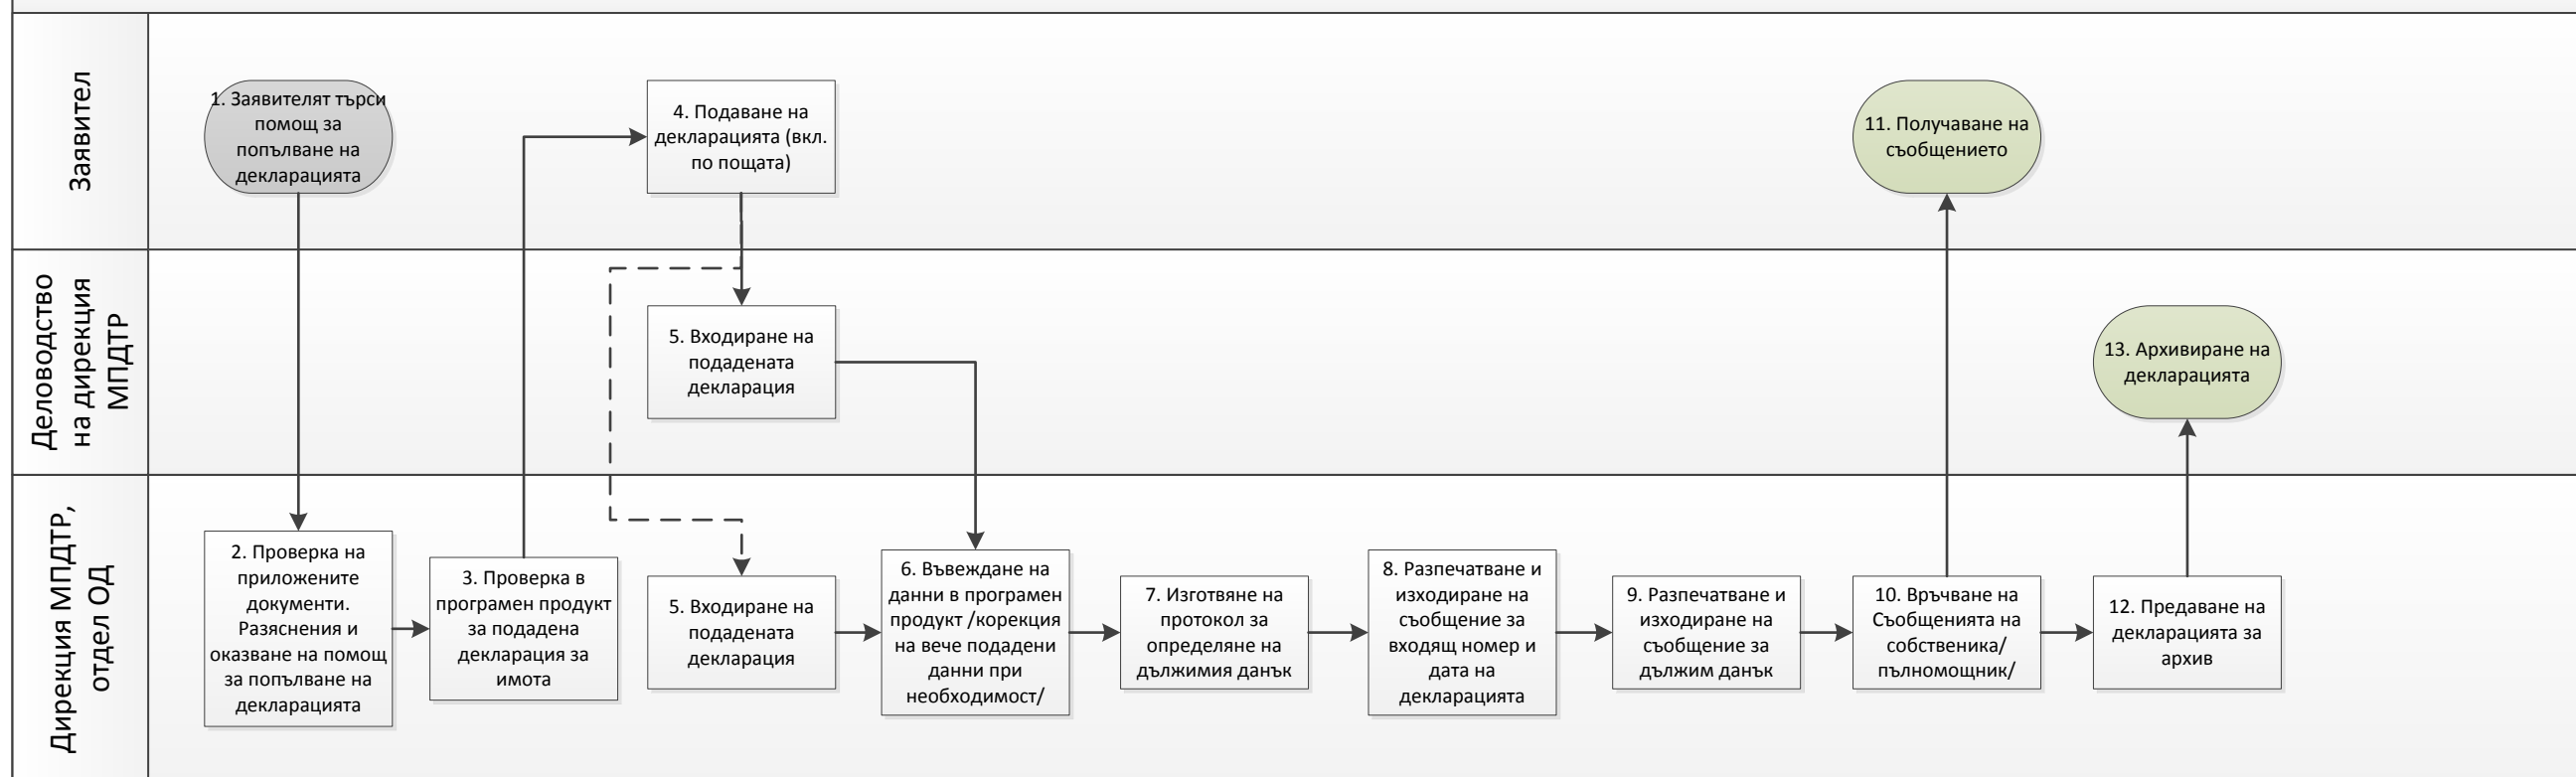 Заявител
1. Заявителят търси
помощ за
попълване на
декларацията
4. Подаване на
декларацията (вкл.
по пощата)
11. Получаване на
съобщението
Деловодство
на дирекция
МПДТР
5. Входиране на
подадената
декларация
13. Архивиране на
декларацията
Дирекция МПДТР,
отдел ОД
2. Проверка на
приложените
документи.
Разяснения и
оказване на помощ
за попълване на
декларацията
3. Проверка в
програмен продукт
за подадена
декларация за
имота
5. Входиране на
подадената
декларация
6. Въвеждане на
данни в програмен
продукт /корекция
на вече подадени
данни при
необходимост/
7. Изготвяне на
протокол за
определяне на
дължимия данък
8. Разпечатване и
изходиране на
съобщение за
входящ номер и
дата на
декларацията
9. Разпечатване и
изходиране на
съобщение за
дължим данък
10. Връчване на
Съобщенията на
собственика/
пълномощник/
12. Предаване на
декларацията за
архив